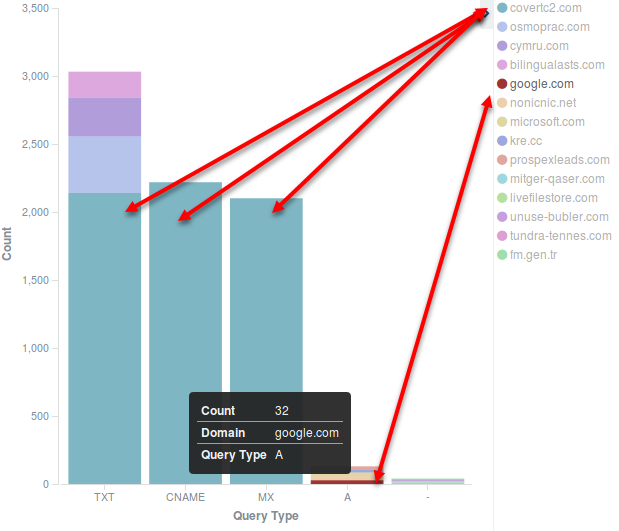 3,500
3,000
2,500
2,000
1,500
1,000
500
0
Count
TXT
CNAME
MX
A
-
Query Type
Count 32
Domain google.com
Query Type A
covertc2.com
osmoprac.com
cymru.com
bilingualasts.com
google.com
nonicnic.net
microsoft.com
kre.cc
prospexleads.com
mitger-qaser.com
livefilestore.com
unuse-bubler.com
tundra-tennes.com
fm.gen.tr